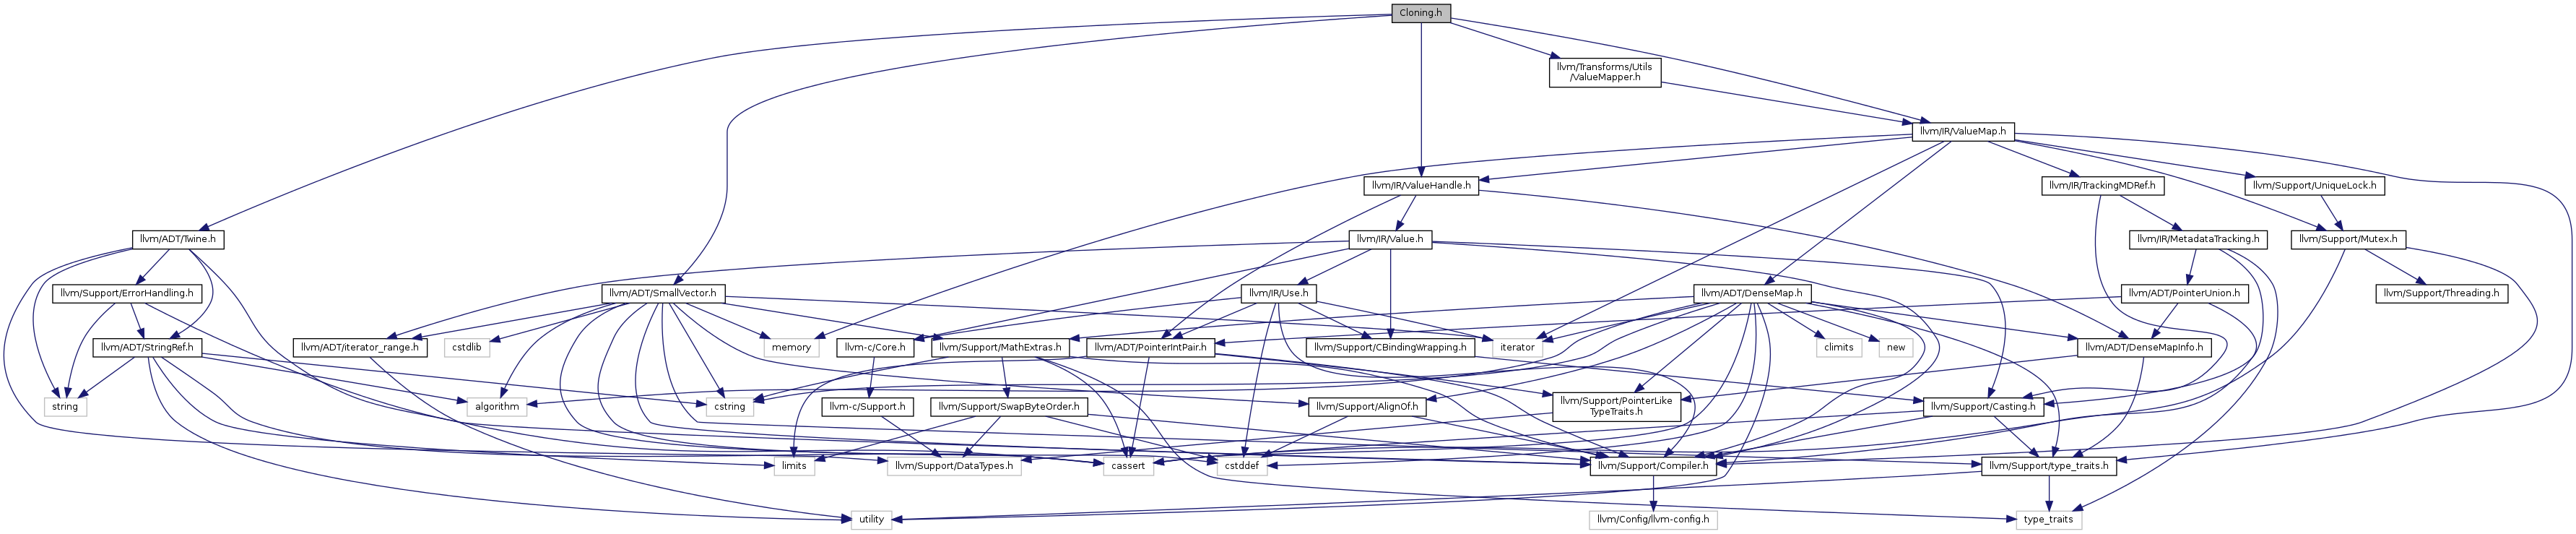 Cloning.h
llvm/Transforms/Utils
/ValueMapper.h
llvm/IR/ValueMap.h
llvm/IR/ValueHandle.h
llvm/IR/TrackingMDRef.h
llvm/Support/UniqueLock.h
llvm/ADT/Twine.h
llvm/IR/Value.h
llvm/IR/MetadataTracking.h
llvm/Support/Mutex.h
llvm/Support/ErrorHandling.h
llvm/ADT/SmallVector.h
llvm/IR/Use.h
llvm/ADT/DenseMap.h
llvm/ADT/PointerUnion.h
llvm/Support/Threading.h
llvm/ADT/StringRef.h
llvm/ADT/iterator_range.h
cstdlib
memory
llvm-c/Core.h
llvm/Support/MathExtras.h
llvm/ADT/PointerIntPair.h
llvm/Support/CBindingWrapping.h
iterator
climits
new
llvm/ADT/DenseMapInfo.h
string
algorithm
cstring
llvm-c/Support.h
llvm/Support/SwapByteOrder.h
llvm/Support/AlignOf.h
llvm/Support/PointerLike
TypeTraits.h
llvm/Support/Casting.h
limits
llvm/Support/DataTypes.h
cassert
cstddef
llvm/Support/Compiler.h
llvm/Support/type_traits.h
utility
llvm/Config/llvm-config.h
type_traits